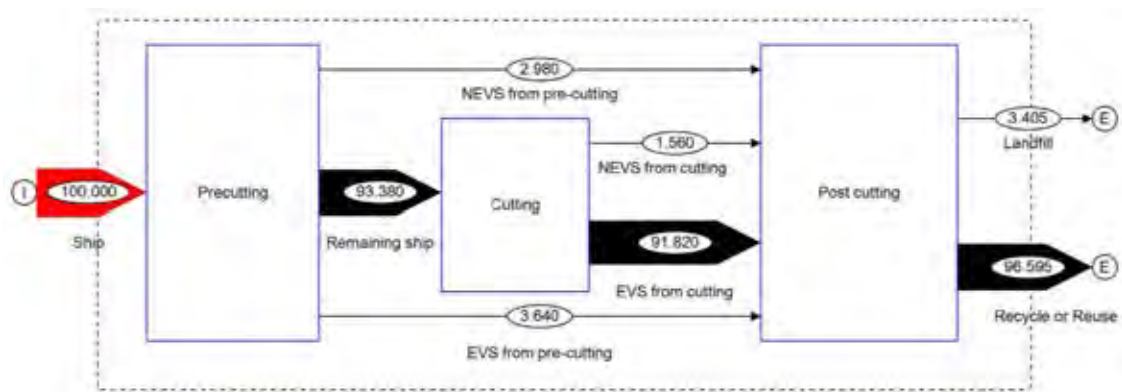 2.980
NEVS from pre-cutting
3.405
E
Landfill
1.560
NEVS from cutting
I
100.000
Ship
Precutting
93.380
Remaining ship
Cutting
Post cutting
91.820
EVS from cutting
96.595
E
Recycle or Reuse
3.640
EVS from pre-cutting